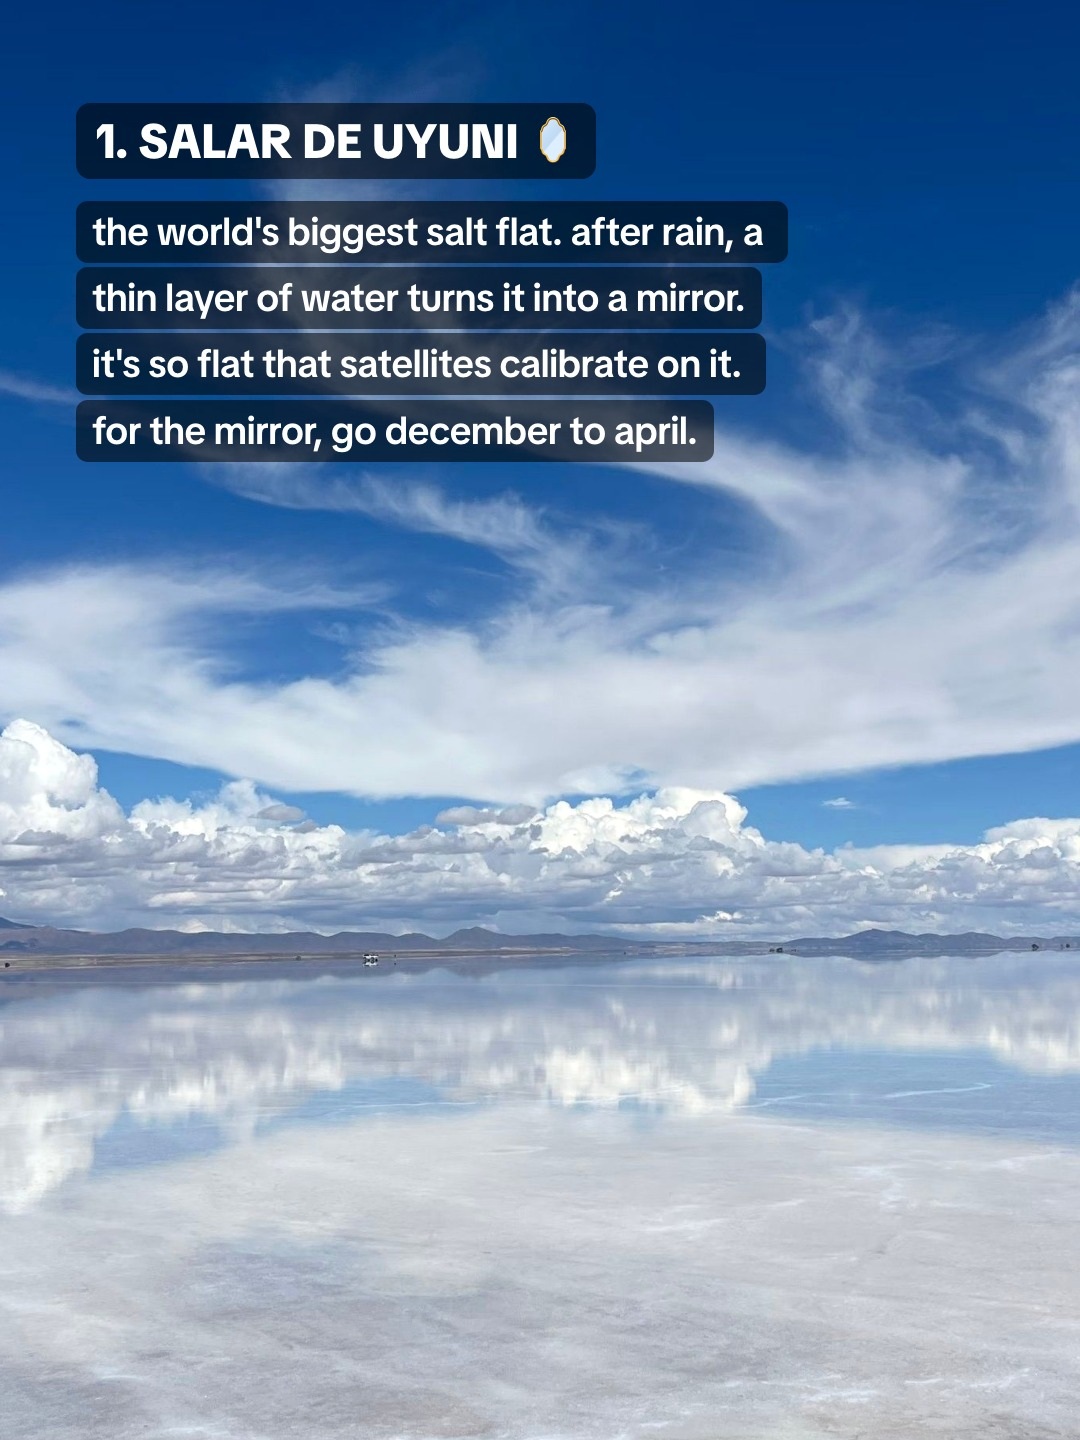 1. SALAR DE UYUNI 🪞
the world's biggest salt flat. after rain, a
thin layer of water turns it into a mirror.
it's so flat that satellites calibrate on it.
for the mirror, go december to april.